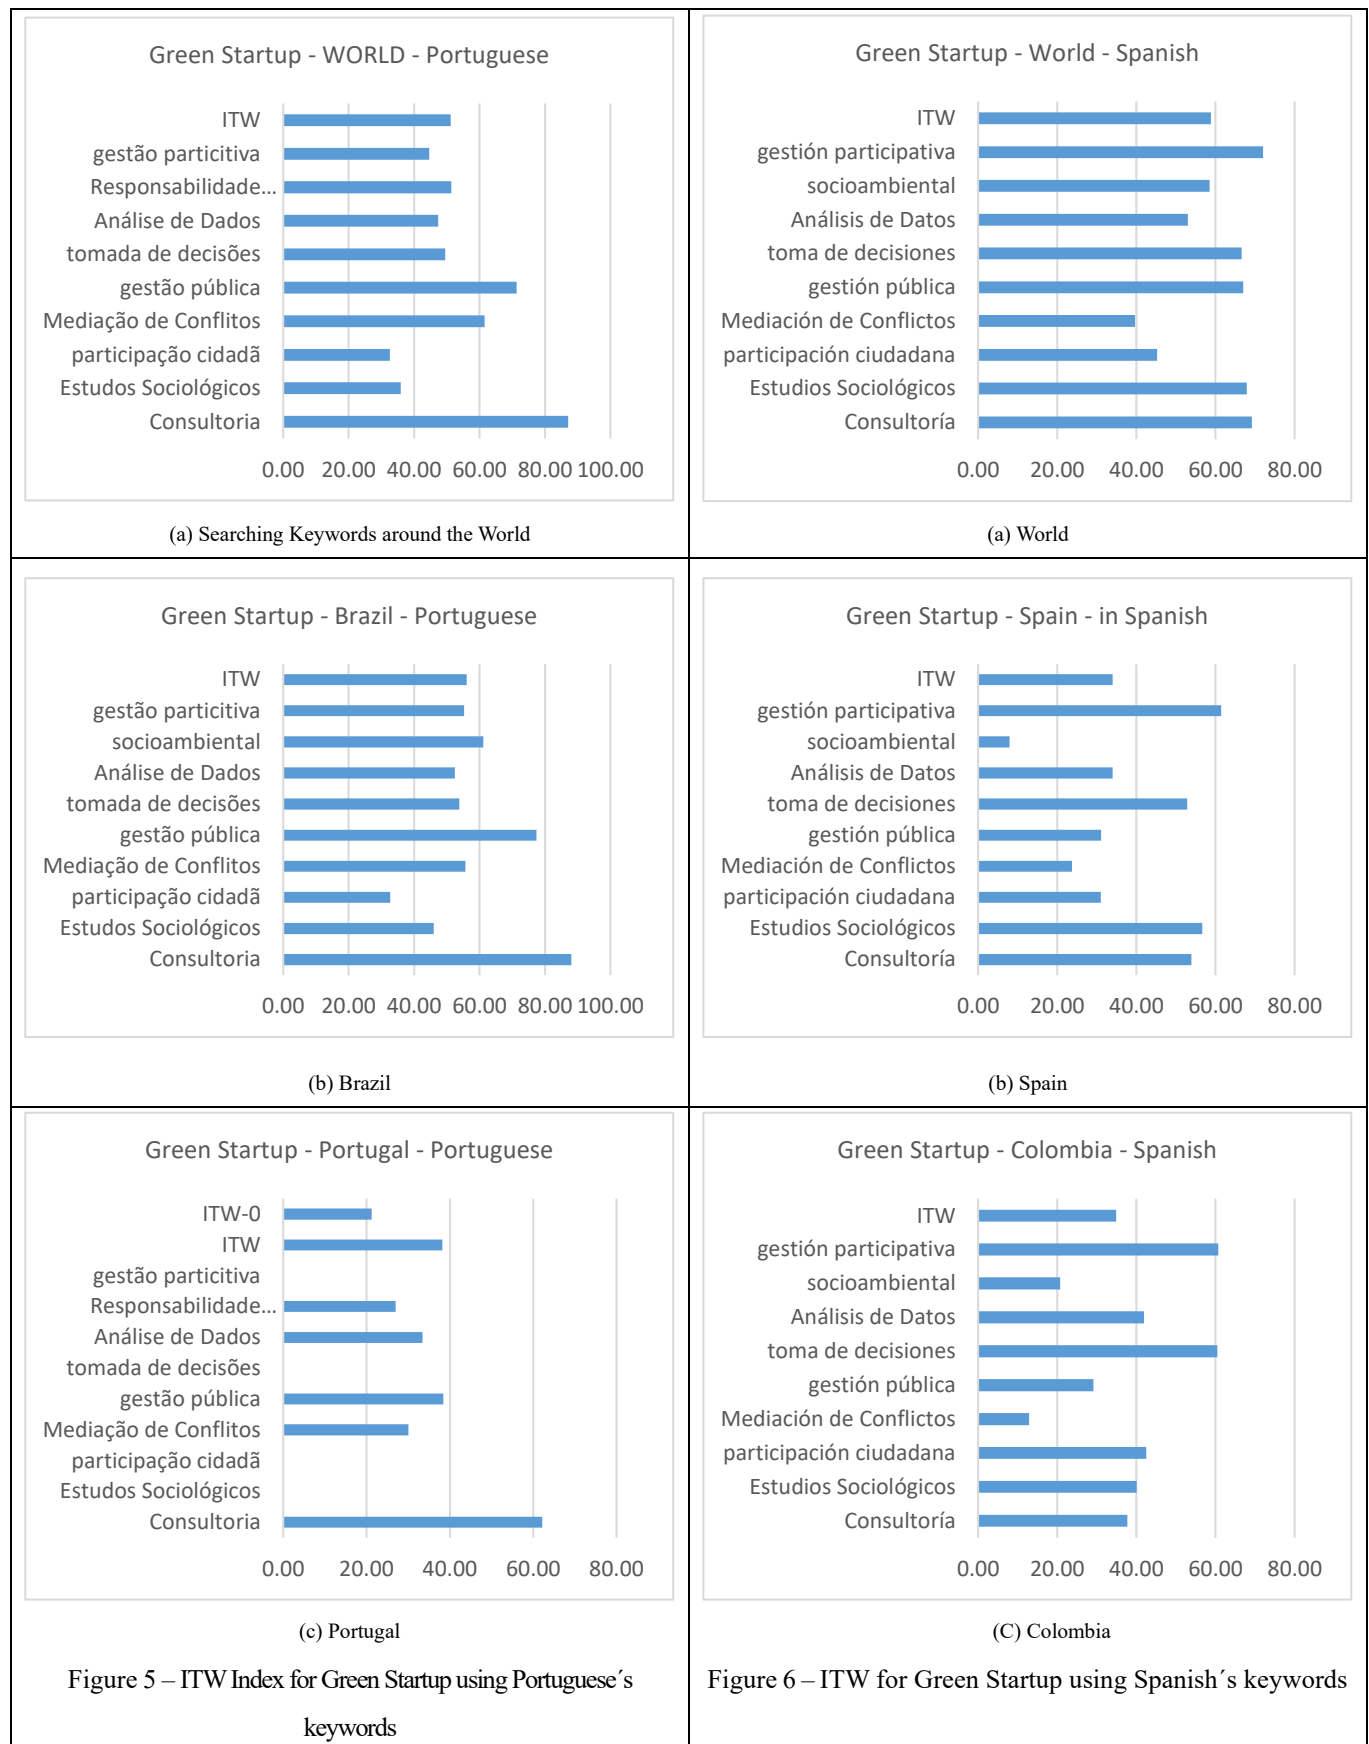 Green Startup - WORLD - Portuguese
ITW
gestão particitiva
Responsabilidade...
Análise de Dados
tomada de decisões
gestão pública
Mediação de Conflitos
participação cidadã
Estudos Sociológicos
Consultoria
0.00 20.00 40.00 60.00 80.00 100.00
(a) Searching Keywords around the World
Green Startup - World - Spanish
ITW
gestión participativa
socioambiental
Análisis de Datos
toma de decisiones
gestión pública
Mediación de Conflictos
participación ciudadana
Estudios Sociológicos
Consultoría
0.00 20.00 40.00 60.00 80.00
(a) World
Green Startup - Brazil - Portuguese
ITW
gestão particitiva
socioambiental
Análise de Dados
tomada de decisões
gestão pública
Mediação de Conflitos
participação cidadã
Estudos Sociológicos
Consultoria
0.00 20.00 40.00 60.00 80.00 100.00
(b) Brazil
Green Startup - Spain - in Spanish
ITW
gestión participativa
socioambiental
Análisis de Datos
toma de decisiones
gestión pública
Mediación de Conflictos
participación ciudadana
Estudios Sociológicos
Consultoría
0.00 20.00 40.00 60.00 80.00
(b) Spain
Green Startup - Portugal - Portuguese
ITW-0
ITW
gestão particitiva
Responsabilidade...
Análise de Dados
tomada de decisões
gestão pública
Mediação de Conflitos
participação cidadã
Estudos Sociológicos
Consultoria
0.00 20.00 40.00 60.00 80.00
(c) Portugal
Figure 5 – ITW Index for Green Startup using Portuguese´s
keywords
Green Startup - Colombia - Spanish
ITW
gestión participativa
socioambiental
Análisis de Datos
toma de decisiones
gestión pública
Mediación de Conflictos
participación ciudadana
Estudios Sociológicos
Consultoría
0.00 20.00 40.00 60.00 80.00
(C) Colombia
Figure 6 – ITW for Green Startup using Spanish´s keywords